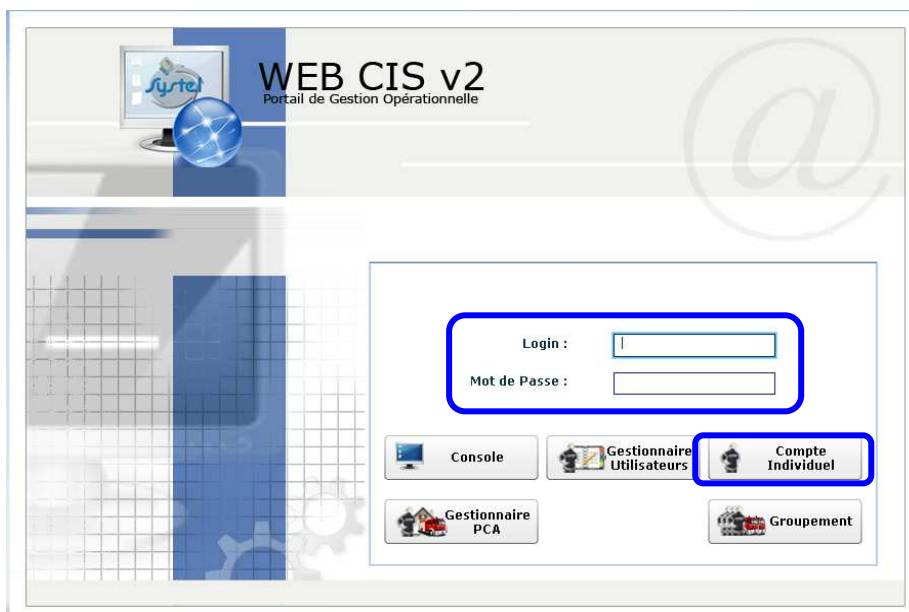 Systel
WEB CIS v2
Portail de Gestion Opérationnelle
@
Login :
Mot de Passe :
Console
Gestionnaire
Utilisateurs
Compte
Individuel
Gestionnaire
PCA
Groupement